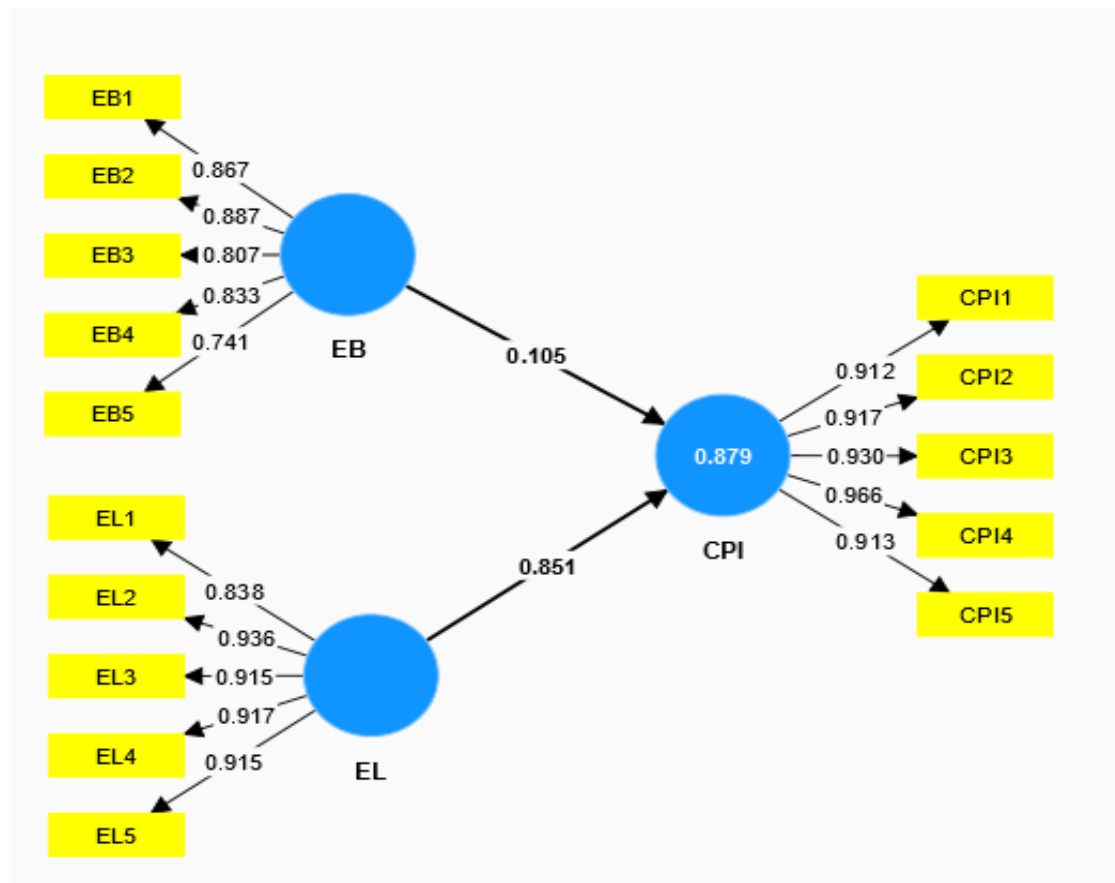 EB1
0.867
EB2
0.887
EB3
0.807
EB4
0.833
0.741
EB5
EB
0.105
CPI1
0.912
CPI2
0.917
CPI3
0.930
0.879
0.966
CPI4
0.913
CPI
CPI5
EL1
0.838
EL2
0.936
EL3
0.915
0.917
EL4
0.915
EL5
EL
0.851